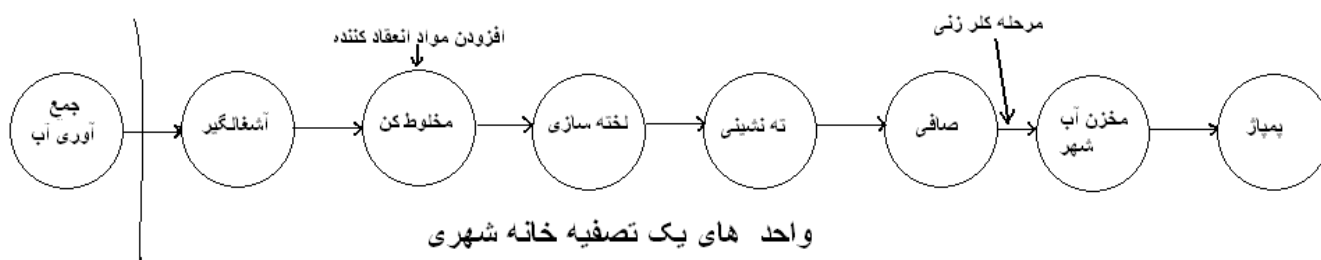 افزودن مواد انعقاد کننده
مرحله کلر زنی
جمع
آوری آب
آشغالگیر
مخلوط کن
لخته سازی
ته نشینی
صافی
مخزن آب
شهر
پمپاژ
واحد های یک تصفیه خانه شهری